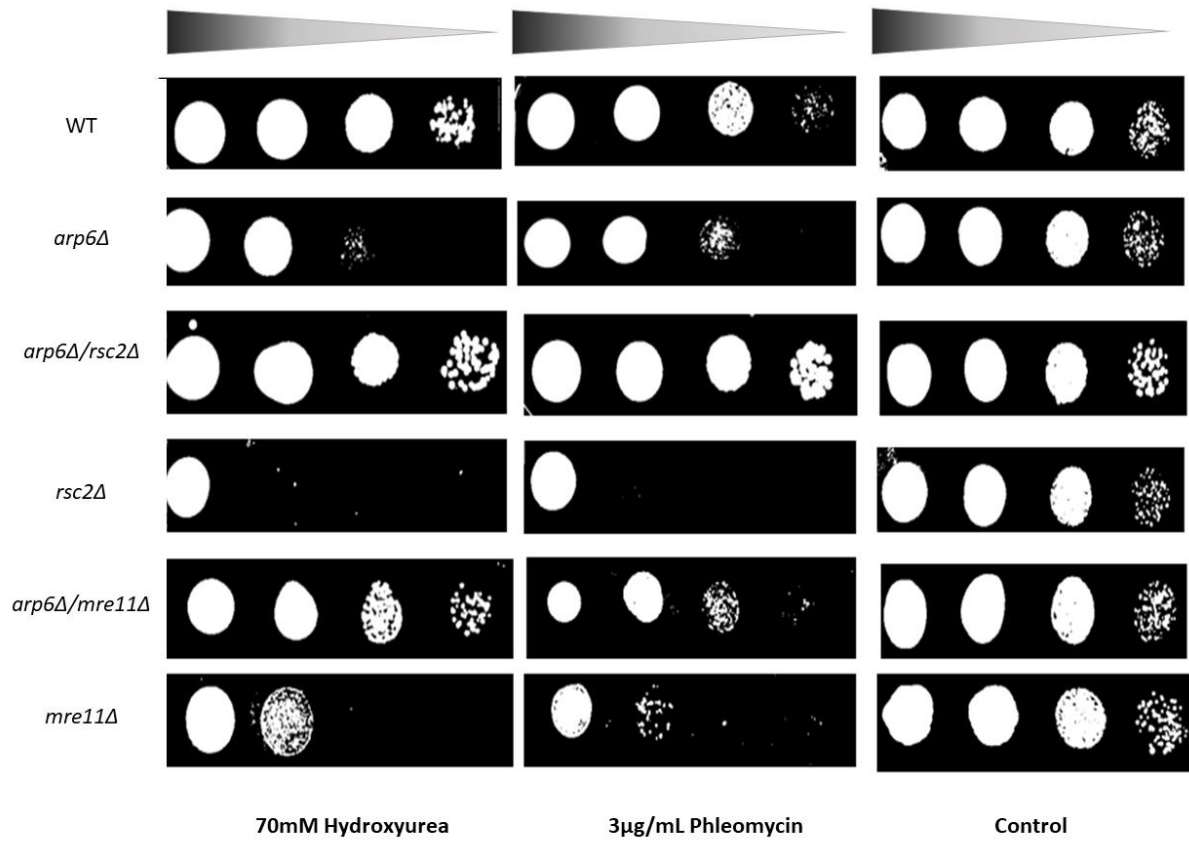 WT
arp6Δ
arp6Δ/rsc2Δ
rsc2Δ
arp6Δ/mre11Δ
mre11Δ
70mM Hydroxyurea
3µg/mL Phleomycin
Control